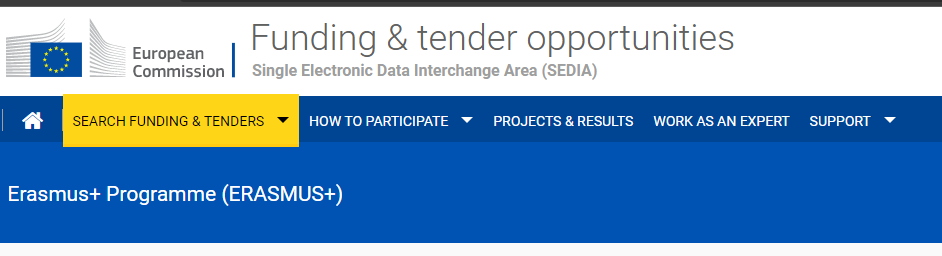 European
Commission
Funding & tender opportunities
Single Electronic Data Interchange Area (SEDIA)
SEARCH FUNDING & TENDERS HOW TO PARTICIPATE PROJECTS & RESULTS WORK AS AN EXPERT SUPPORT
Erasmus+ Programme (ERASMUS+)